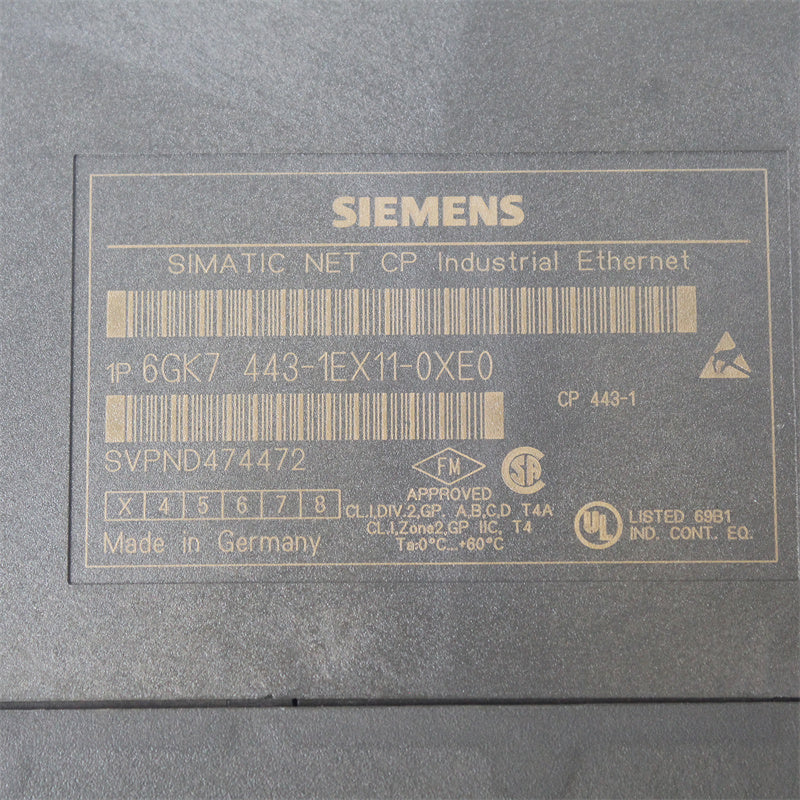 SIEMENS
SIMATIC NET CP Industrial Ethernet
1P 6GK7 443-1EX11-0XE0
CP 443-1
SVPND474472
FM
APPROVED
SA
CL.I,DIV.2,GP. A,B,C,D T4A
CL.I,Zone2,GP IIC, T4
Ta:0°C...+60°C
X 4 5 6 7 8
Made in Germany
UL
LISTED 69B1
IND. CONT. EQ.